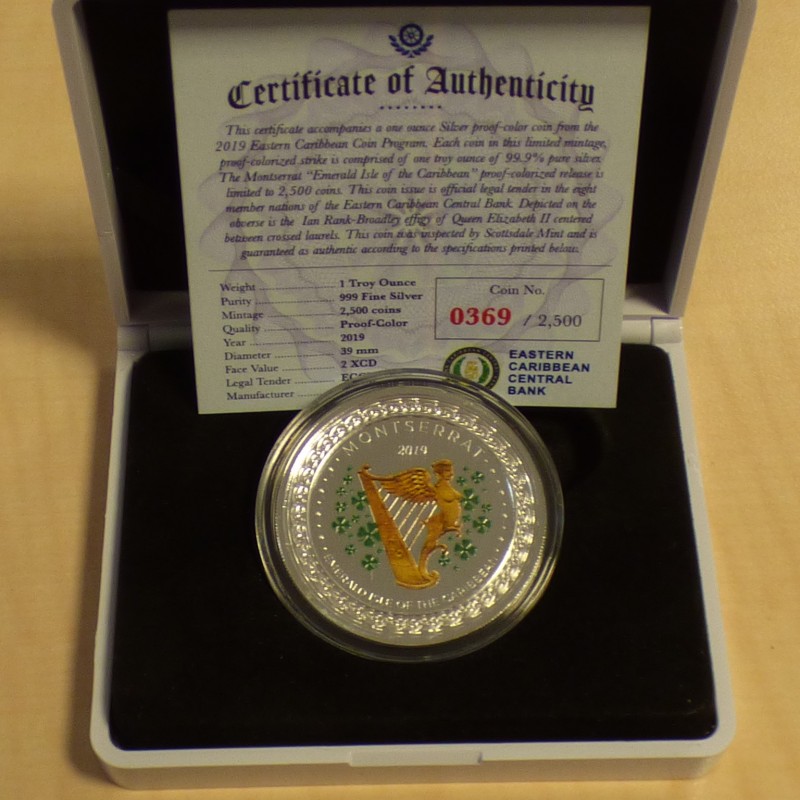 Certificate of Authenticity
This certificate accompanies a one ounce Silver proof-color coin from the
2019 Eastern Caribbean Coin Program. Each coin in this limited mintage,
proof-colorized strike is comprised of one troy ounce of 99.9% pure silver.
The Montserrat "Emerald Isle of the Caribbean" proof-colorized release is
limited to 2,500 coins. This coin issue is official legal tender in the eight
member nations of the Eastern Caribbean Central Bank. Depicted on the
obverse is the Ian Rank-Broadley effigy of Queen Elizabeth II centered
between crossed laurels. This coin was inspected by Scottsdale Mint and is
guaranteed as authentic according to the specifications printed below.
Weight 1 Troy Ounce
Purity 999 Fine Silver
Mintage 2,500 coins
Quality Proof-Color
Year 2019
Diameter 39 mm
Face Value 2 XCD
Legal Tender
Manufacturer
Coin No.
0369 / 2,500
EASTERN
CARIBBEAN
CENTRAL
BANK
MONTSERRAT
2019
EMERALD ISLE OF THE CARIBBEAN